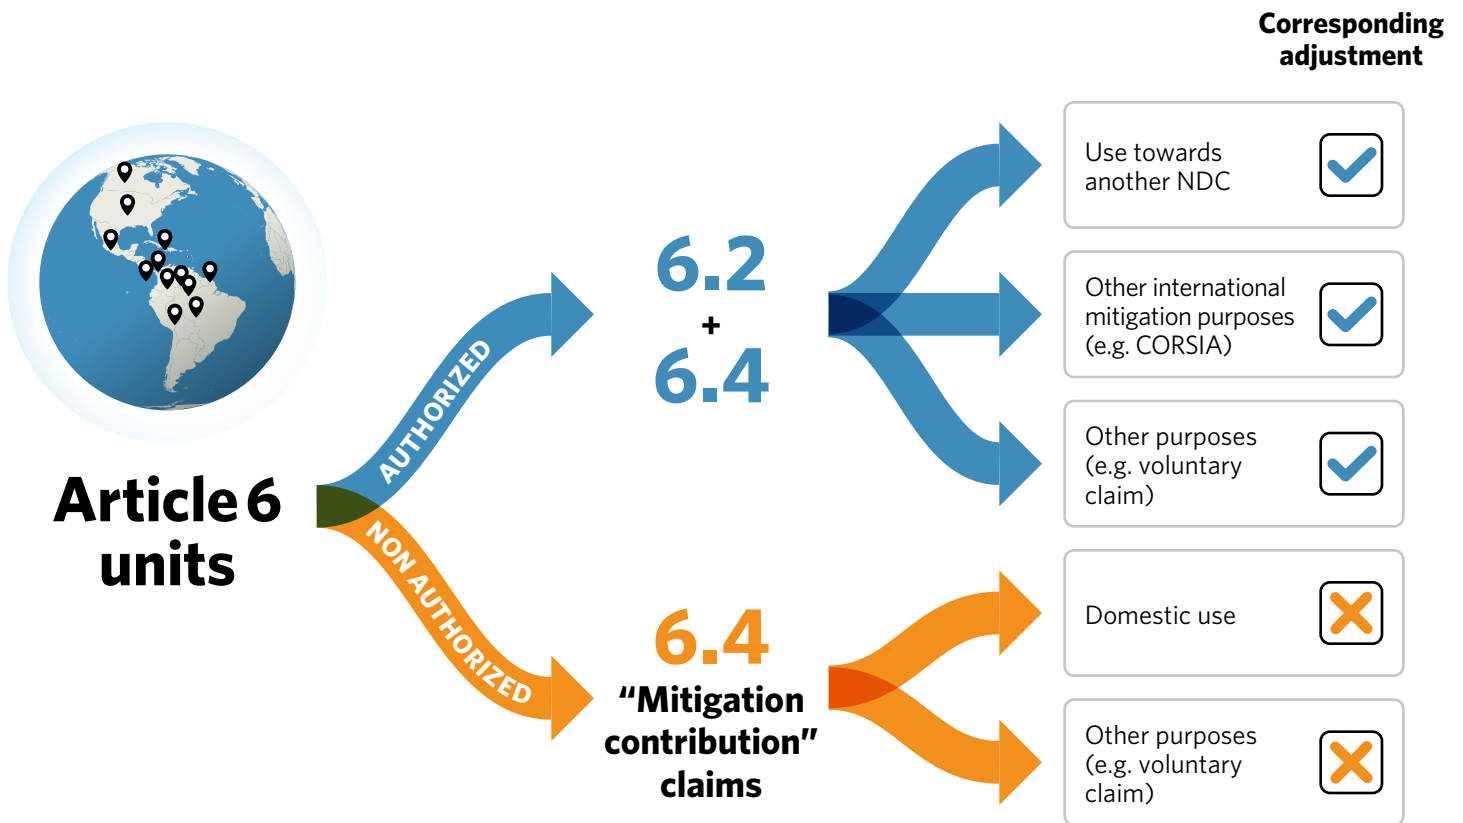 Corresponding
adjustment
Article 6
units
AUTHORIZED
NON AUTHORIZED
6.2
+
6.4
6.4
“Mitigation
contribution”
claims
Use towards
another NDC
Other international
mitigation purposes
(e.g. CORSIA)
Other purposes
(e.g. voluntary
claim)
Domestic use
Other purposes
(e.g. voluntary
claim)